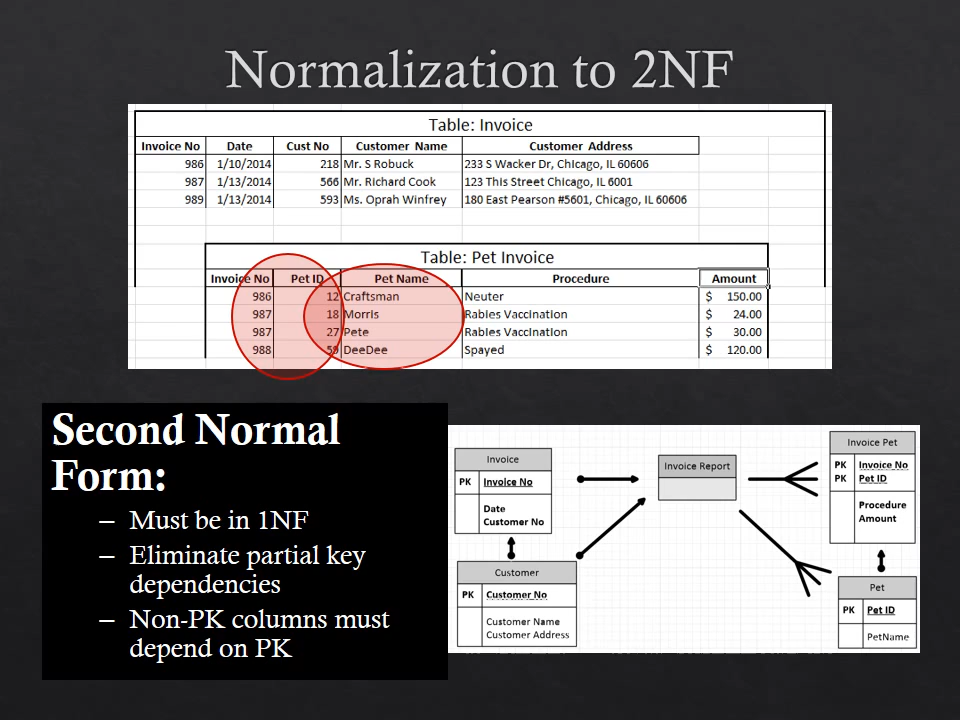 Normalization to 2NF
Table: Invoice
Invoice No Date Cust No Customer Name Customer Address
986 1/10/2014 218 Mr. S Robuck 233 S Wacker Dr, Chicago, IL 60606
987 1/13/2014 566 Mr. Richard Cook 123 This Street Chicago, IL 6001
989 1/13/2014 593 Ms. Oprah Winfrey 180 East Pearson #5601, Chicago, IL 60606
Table: Pet Invoice
Invoice No Pet ID Pet Name Procedure Amount
986 12 Craftsman Neuter $ 150.00
987 18 Morris Rabies Vaccination $ 24.00
987 27 Pete Rabies Vaccination $ 30.00
988 59 DeeDee Spayed $ 120.00
Second Normal
Form:
– Must be in 1NF
– Eliminate partial key
dependencies
– Non-PK columns must
depend on PK
Invoice
PK Invoice No
Date
Customer No
Customer
PK Customer No
Customer Name
Customer Address
Invoice Report
Invoice Pet
PK Invoice No
PK Pet ID
Procedure
Amount
Pet
PK Pet ID
PetName